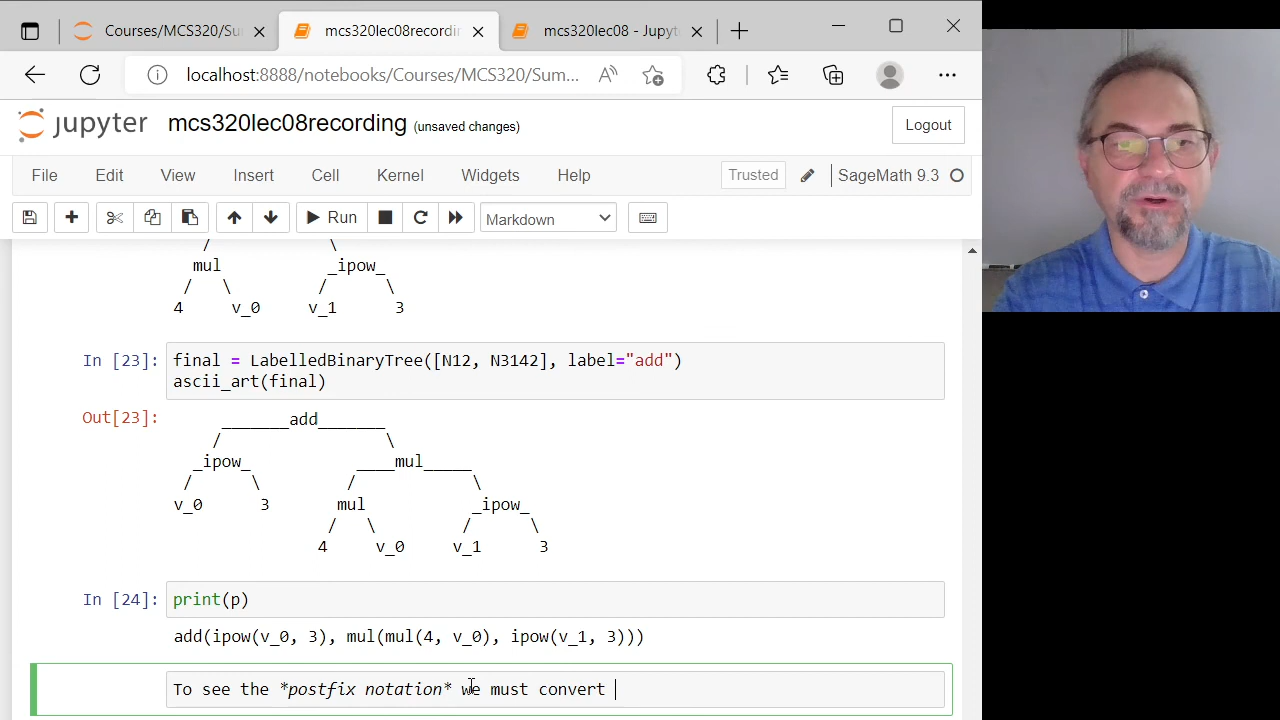 Courses/MCS320/Sur
mcs320lec08recordin
mcs320lec08 - Jupyte
localhost:8888/notebooks/Courses/MCS320/Sum...
jupyter mcs320lec08recording (unsaved changes)
Logout
File Edit View Insert Cell Kernel Widgets Help
Trusted
SageMath 9.3
Run
Markdown
/ \
mul _ipow_
/ \ / \
4 v_0 v_1 3
In [23]: final = LabelledBinaryTree([N12, N3142], label="add")
ascii_art(final)
Out[23]: _______add_______
/ \
_ipow_ ____mul_____
/ \ / \
v_0 3 mul _ipow_
/ \ / \
4 v_0 v_1 3
In [24]: print(p)
add(ipow(v_0, 3), mul(mul(4, v_0), ipow(v_1, 3)))
To see the *postfix notation* we must convert